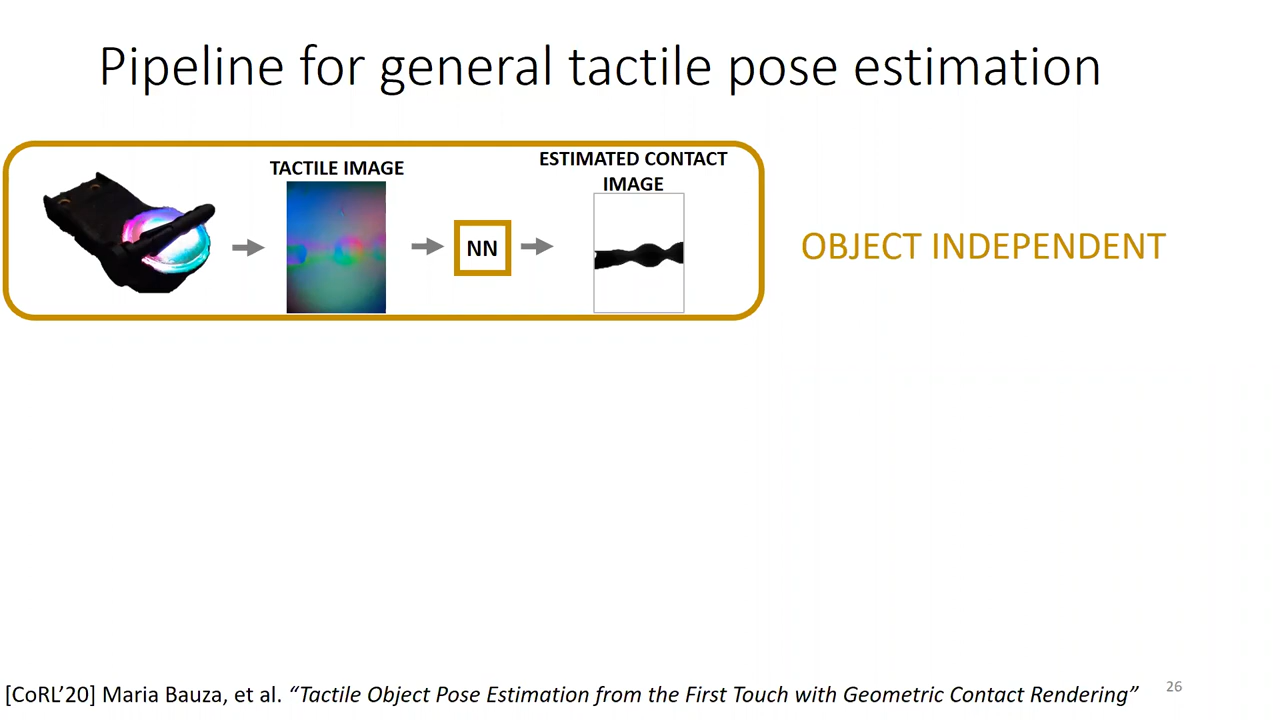 Pipeline for general tactile pose estimation
TACTILE IMAGE
ESTIMATED CONTACT
IMAGE
NN
OBJECT INDEPENDENT
[CoRL’20] Maria Bauza, et al. “Tactile Object Pose Estimation from the First Touch with Geometric Contact Rendering”
26